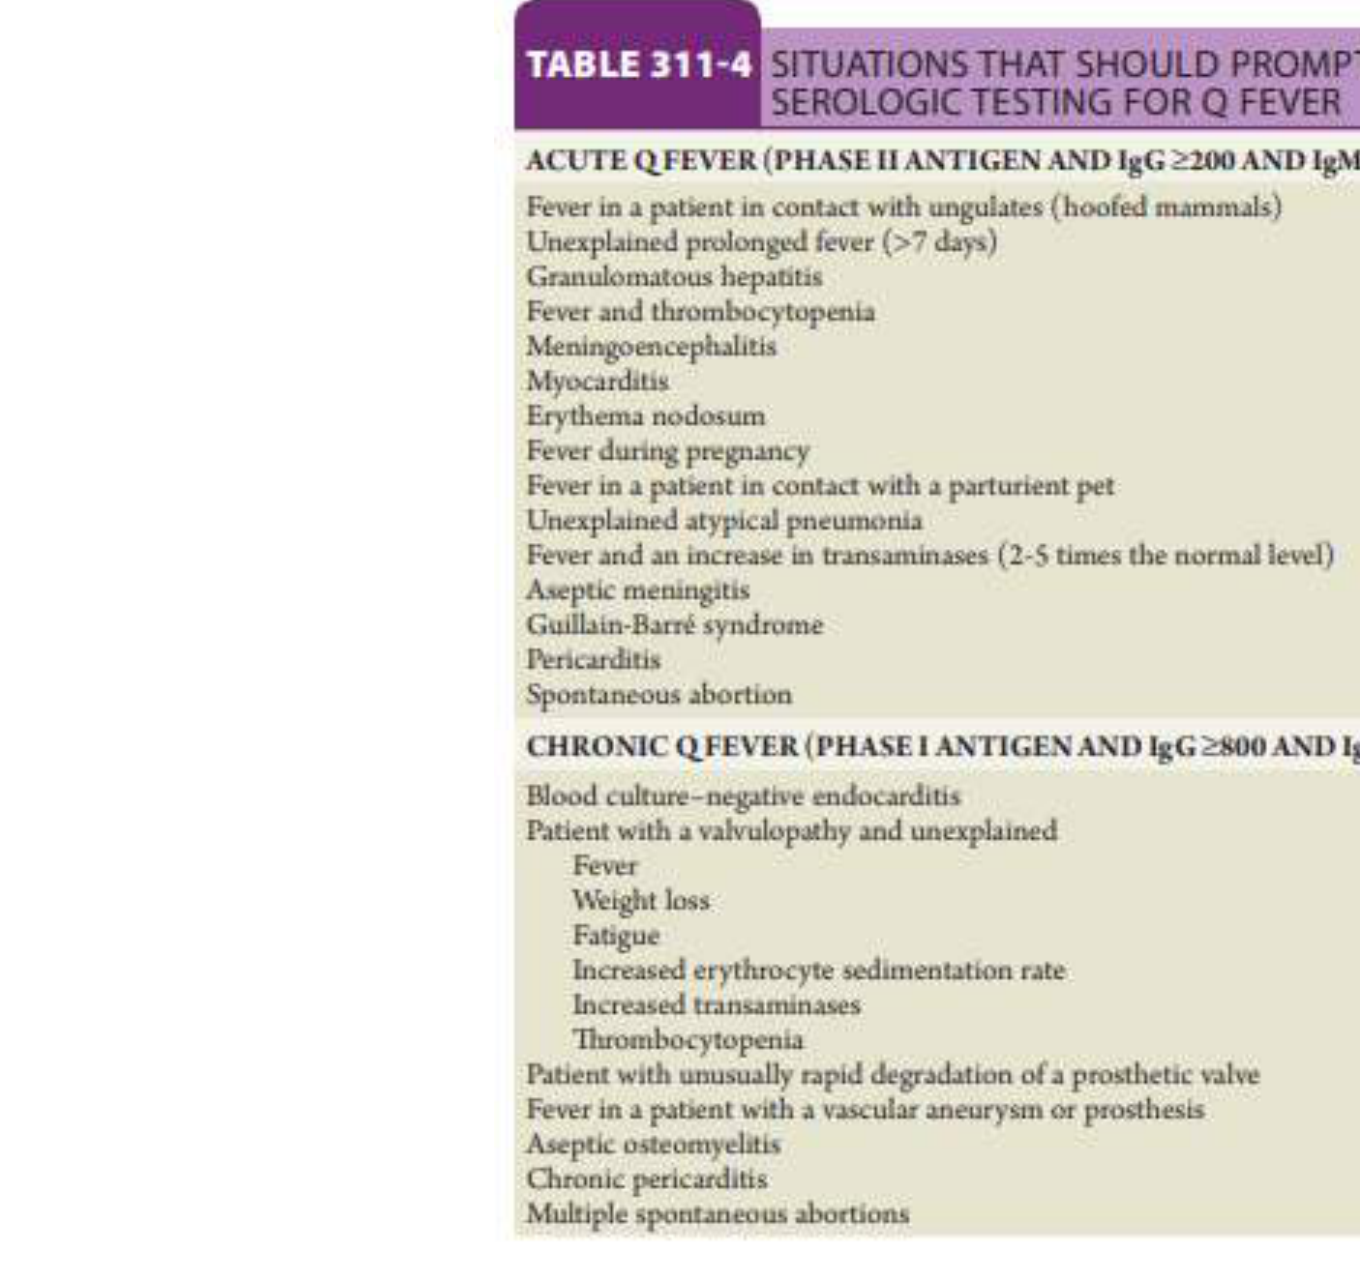 TABLE 311-4 SITUATIONS THAT SHOULD PROMPT
SEROLOGIC TESTING FOR Q FEVER
ACUTE Q FEVER (PHASE II ANTIGEN AND IgG ≥200 AND IgM
Fever in a patient in contact with ungulates (hoofed mammals)
Unexplained prolonged fever (>7 days)
Granulomatous hepatitis
Fever and thrombocytopenia
Meningoencephalitis
Myocarditis
Erythema nodosum
Fever during pregnancy
Fever in a patient in contact with a parturient pet
Unexplained atypical pneumonia
Fever and an increase in transaminases (2-5 times the normal level)
Aseptic meningitis
Guillain-Barré syndrome
Pericarditis
Spontaneous abortion
CHRONIC Q FEVER (PHASE I ANTIGEN AND IgG ≥800 AND Ig
Blood culture–negative endocarditis
Patient with a valvulopathy and unexplained
Fever
Weight loss
Fatigue
Increased erythrocyte sedimentation rate
Increased transaminases
Thrombocytopenia
Patient with unusually rapid degradation of a prosthetic valve
Fever in a patient with a vascular aneurysm or prosthesis
Aseptic osteomyelitis
Chronic pericarditis
Multiple spontaneous abortions